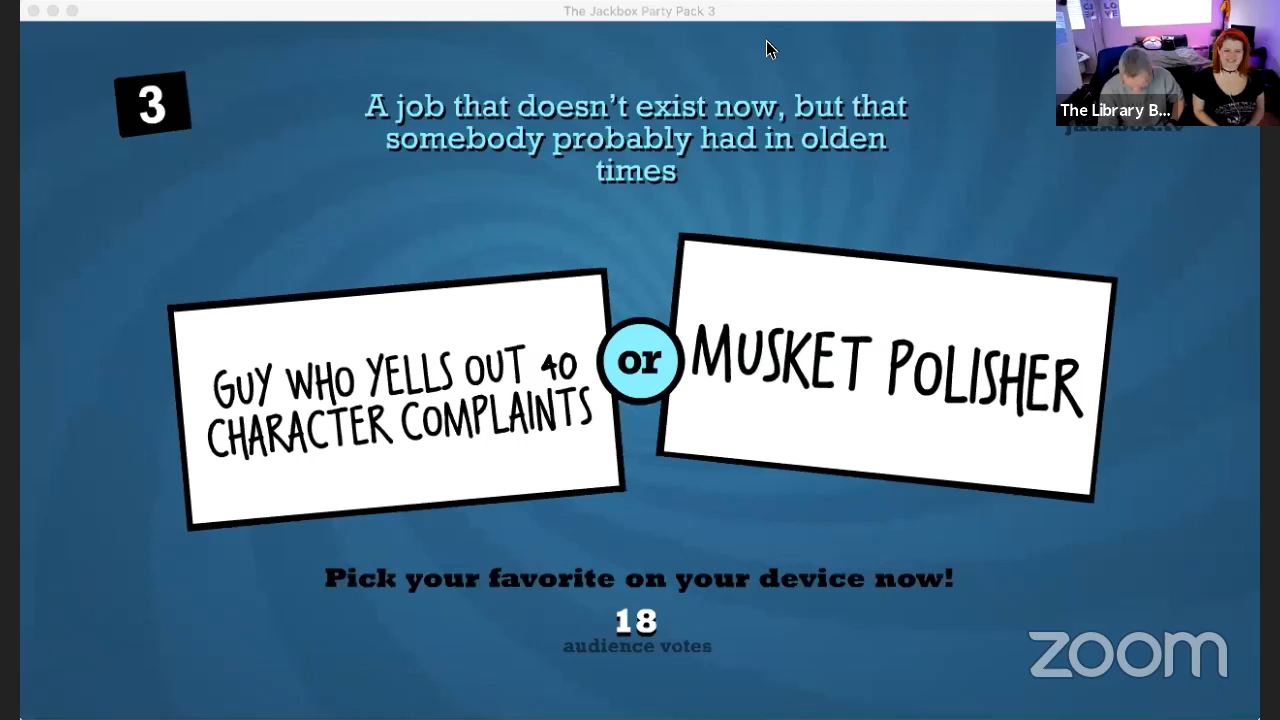 The Jackbox Party Pack 3
3
A job that doesn't exist now, but that
somebody probably had in olden
times
The Library B...
GUY WHO YELLS OUT 40
CHARACTER COMPLAINTS
or
MUSKET POLISHER
Pick your favorite on your device now!
18
audience votes
zoom